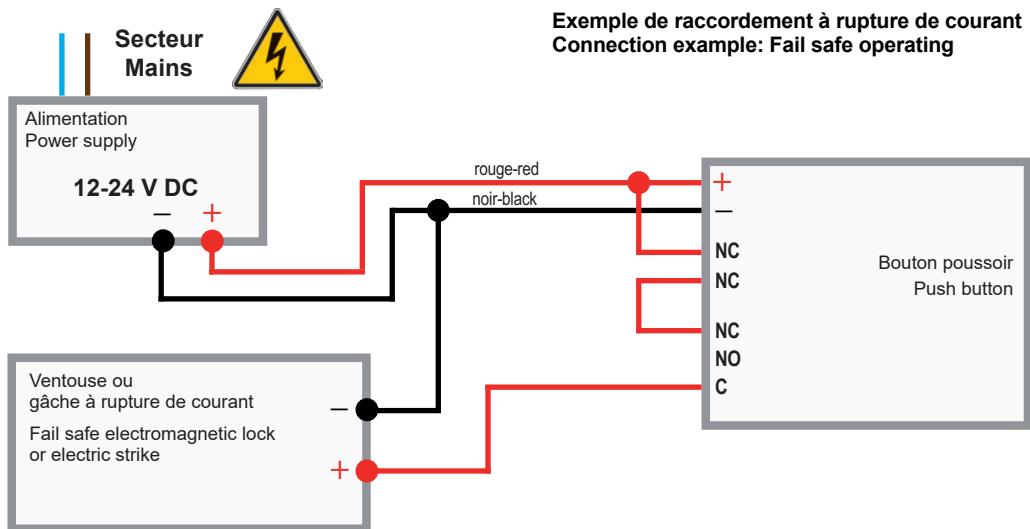 Exemple de raccordement à rupture de courant
Connection example: Fail safe operating
Secteur
Mains
Alimentation
Power supply
12-24 V DC
− +
rouge-red
noir-black
+
−
NC
NC
NC
NO
C
Bouton poussoir
Push button
Ventouse ou
gâche à rupture de courant
Fail safe electromagnetic lock
or electric strike
−
+